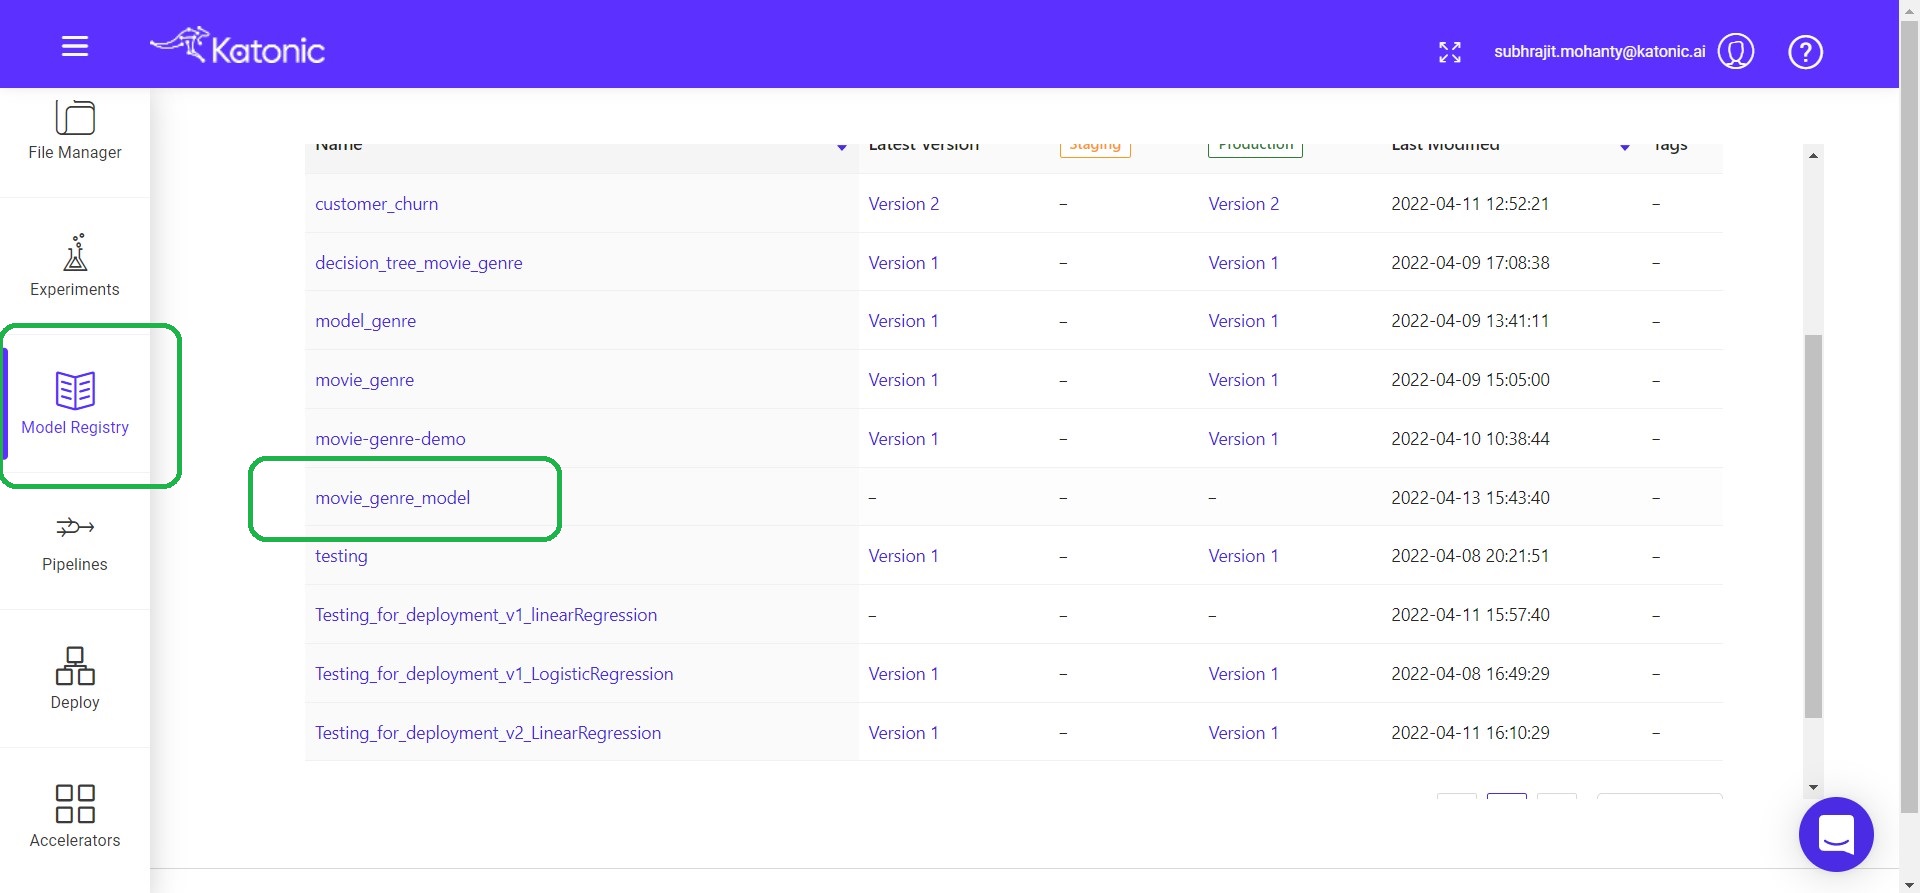 Katonic
subhrajit.mohanty@katonic.ai
?
File Manager
Experiments
Model Registry
Pipelines
Deploy
Accelerators
Name Latest Version Staging Production Last Modified Tags
customer_churn Version 2 – Version 2 2022-04-11 12:52:21 –
decision_tree_movie_genre Version 1 – Version 1 2022-04-09 17:08:38 –
model_genre Version 1 – Version 1 2022-04-09 13:41:11 –
movie_genre Version 1 – Version 1 2022-04-09 15:05:00 –
movie-genre-demo Version 1 – Version 1 2022-04-10 10:38:44 –
movie_genre_model – – – 2022-04-13 15:43:40 –
testing Version 1 – Version 1 2022-04-08 20:21:51 –
Testing_for_deployment_v1_linearRegression – – – 2022-04-11 15:57:40 –
Testing_for_deployment_v1_LogisticRegression Version 1 – Version 1 2022-04-08 16:49:29 –
Testing_for_deployment_v2_LinearRegression Version 1 – Version 1 2022-04-11 16:10:29 –